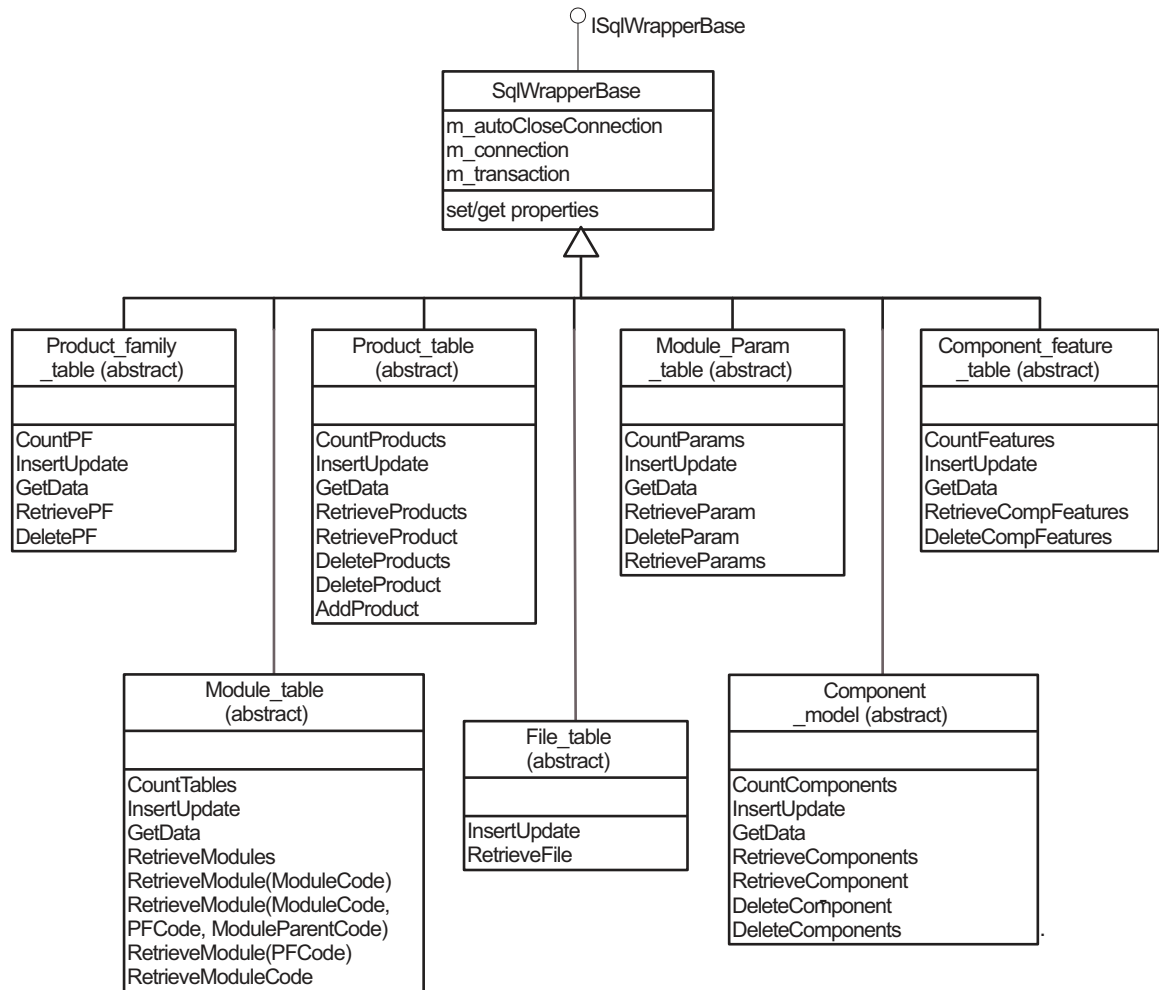 ISqlWrapperBase
SqlWrapperBase
m_autoCloseConnection
m_connection
m_transaction
set/get properties
Product_family
_table (abstract)
CountPF
InsertUpdate
GetData
RetrievePF
DeletePF
Product_table
(abstract)
CountProducts
InsertUpdate
GetData
RetrieveProducts
RetrieveProduct
DeleteProducts
DeleteProduct
AddProduct
Module_Param
_table (abstract)
CountParams
InsertUpdate
GetData
RetrieveParam
DeleteParam
RetrieveParams
Component_feature
_table (abstract)
CountFeatures
InsertUpdate
GetData
RetrieveCompFeatures
DeleteCompFeatures
Module_table
(abstract)
CountTables
InsertUpdate
GetData
RetrieveModules
RetrieveModule(ModuleCode)
RetrieveModule(ModuleCode,
PFCode, ModuleParentCode)
RetrieveModule(PFCode)
RetrieveModuleCode
File_table
(abstract)
InsertUpdate
RetrieveFile
Component
_model (abstract)
CountComponents
InsertUpdate
GetData
RetrieveComponents
RetrieveComponent
DeleteComponent
DeleteComponents
.